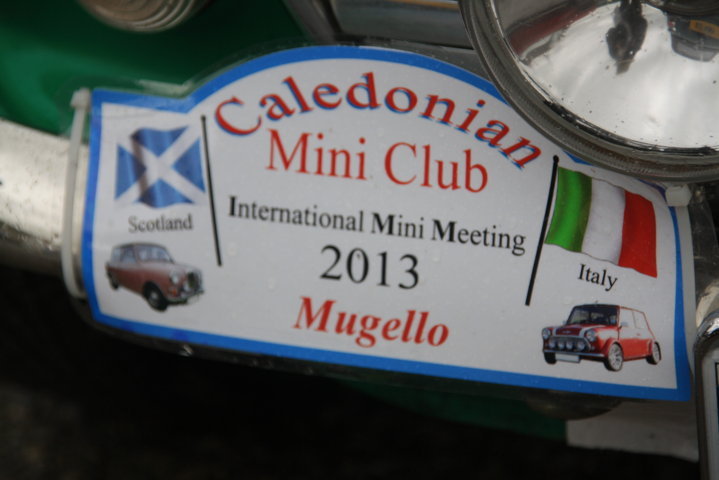 Caledonian
Mini Club
International Mini Meeting
2013
Mugello
Scotland
Italy